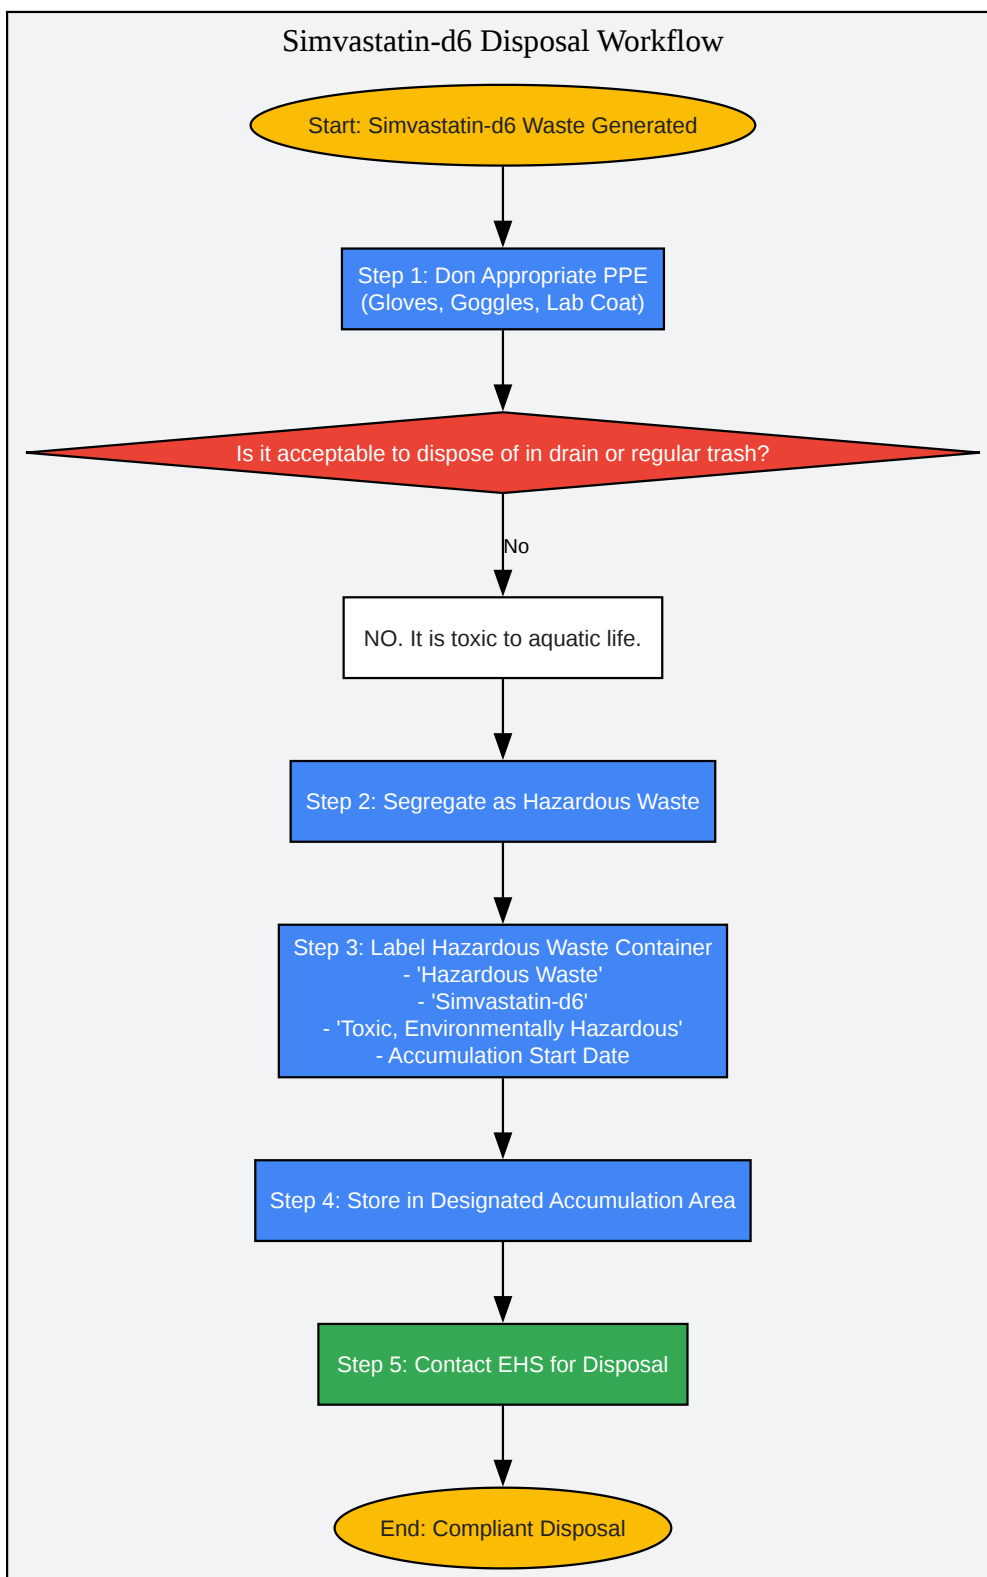 Simvastatin-d6 Disposal Workflow
Start: Simvastatin-d6 Waste Generated
Step 1: Don Appropriate PPE
(Gloves, Goggles, Lab Coat)
Is it acceptable to dispose of in drain or regular trash?
No
NO. It is toxic to aquatic life.
Step 2: Segregate as Hazardous Waste
Step 3: Label Hazardous Waste Container
- 'Hazardous Waste'
- 'Simvastatin-d6'
- 'Toxic, Environmentally Hazardous'
- Accumulation Start Date
Step 4: Store in Designated Accumulation Area
Step 5: Contact EHS for Disposal
End: Compliant Disposal